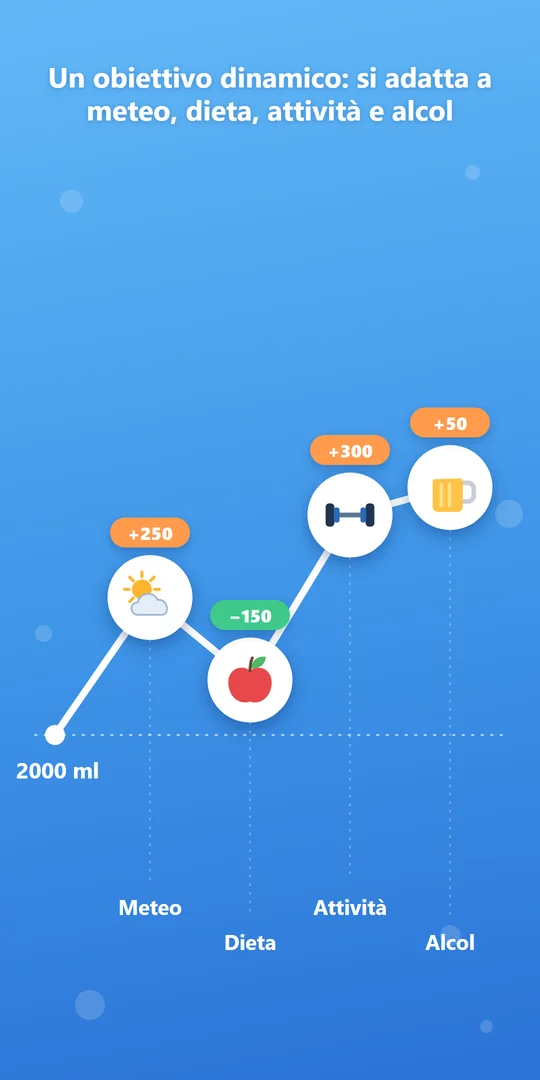 Un obiettivo dinamico: si adatta a
meteo, dieta, attività e alcol
+50
+300
+250
−150
2000 ml
Meteo
Attività
Dieta
Alcol